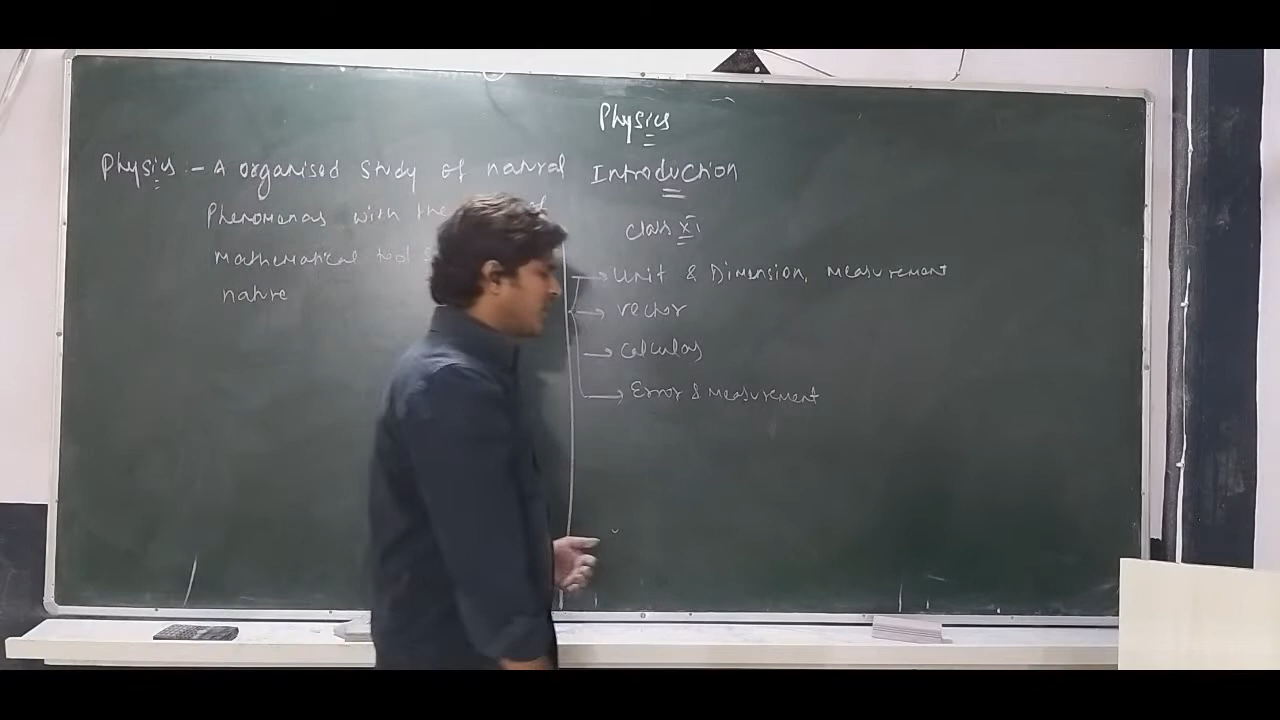 Physics
Physics - A organised study of natural
Phenomenas with the
mathematical tool
nature
Introduction
class XI
→ Unit & Dimension, measurement
→ vector
→ calculas
→ Error & measurement